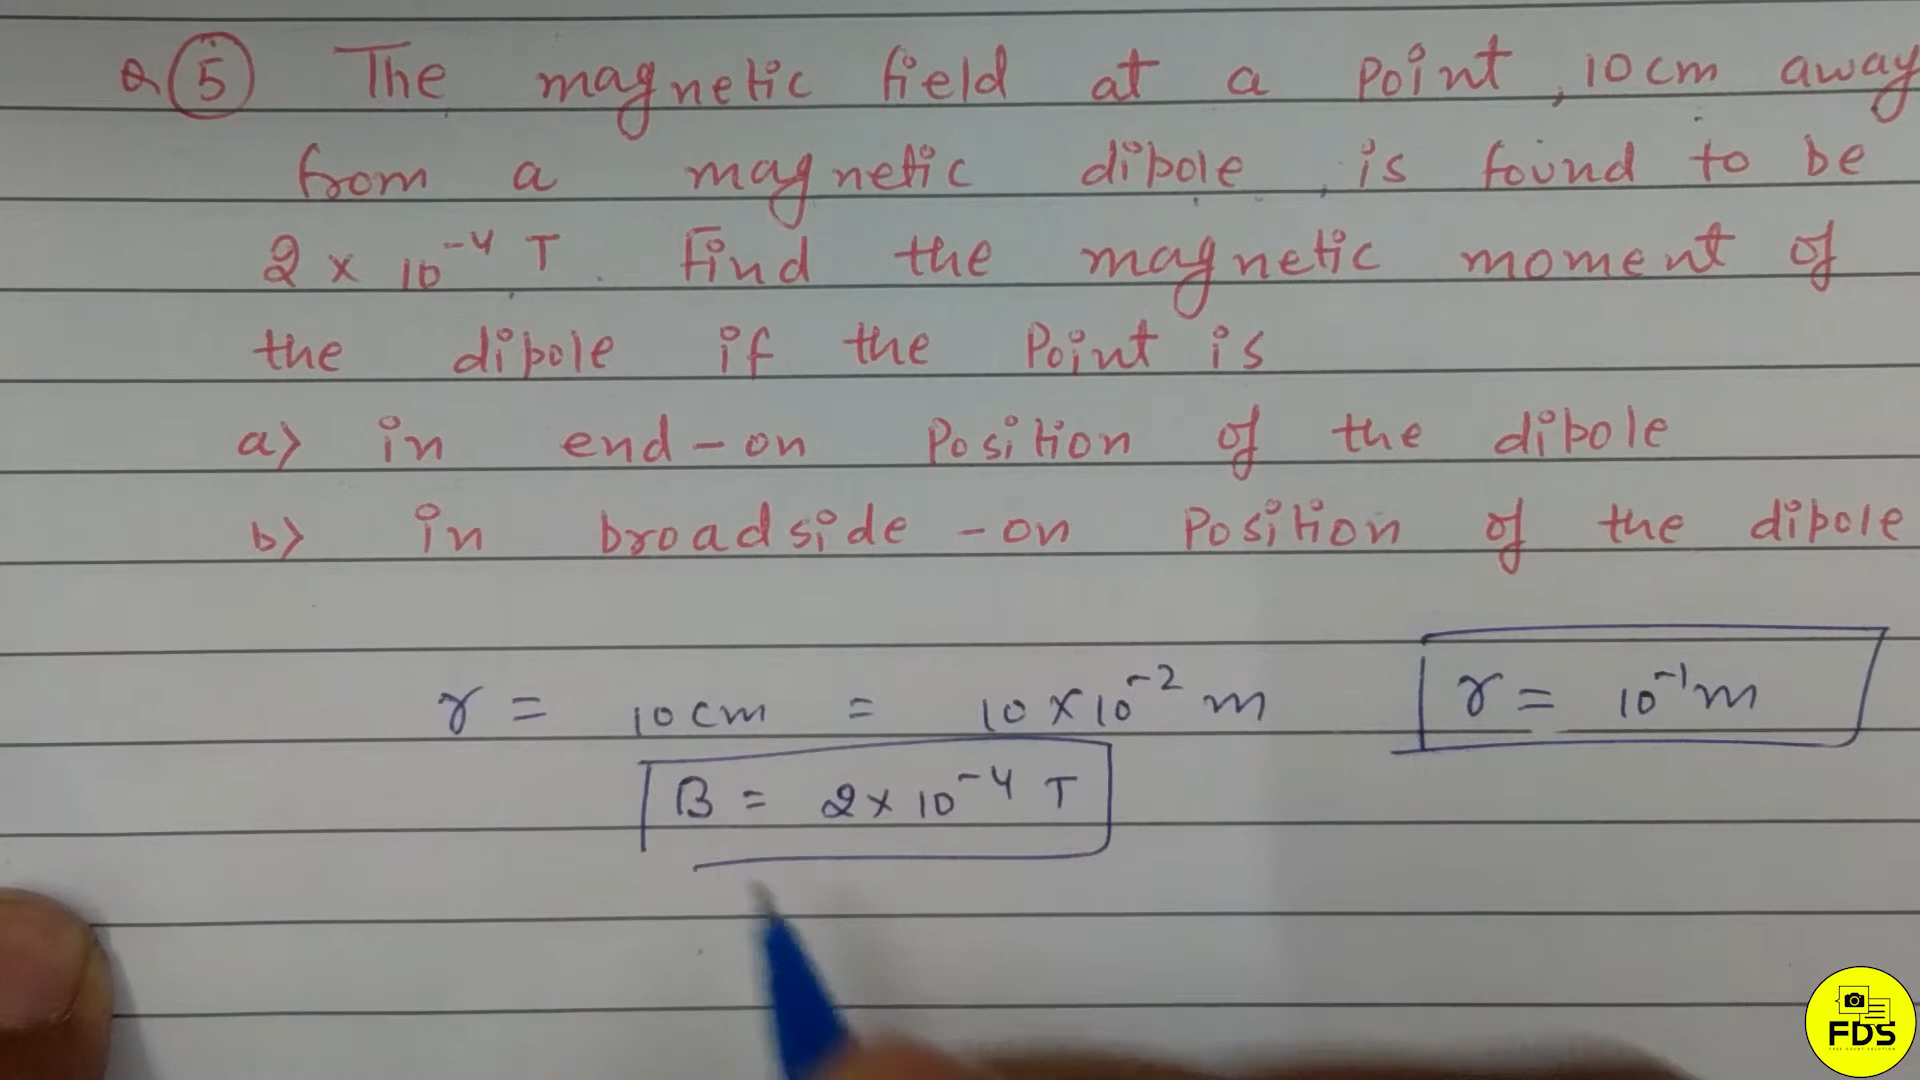 Q (5) The magnetic field at a point, 10 cm away
from a magnetic dipole, is found to be
2 × 10⁻⁴ T. Find the magnetic moment of
the dipole if the Point is
a) in end-on Position of the dipole
b) in broadside-on Position of the dipole
r = 10 cm = 10 × 10⁻² m r = 10⁻¹ m
B = 2 × 10⁻⁴ T
FDS